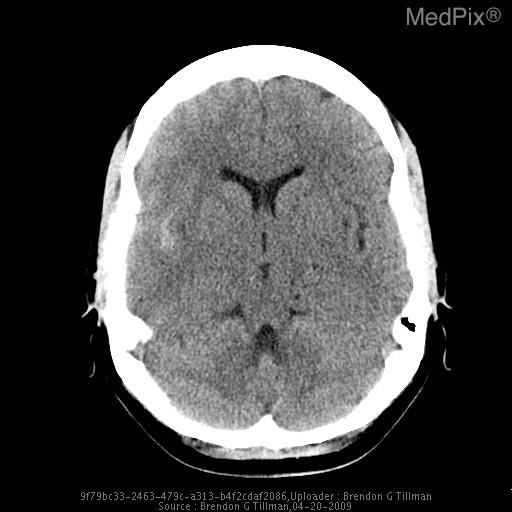 MedPix®
9f79bc33-2463-479c-a313-b4f2cdaf2086,Uploader : Brendon G Tillman
Source : Brendon G Tillman,04-20-2009